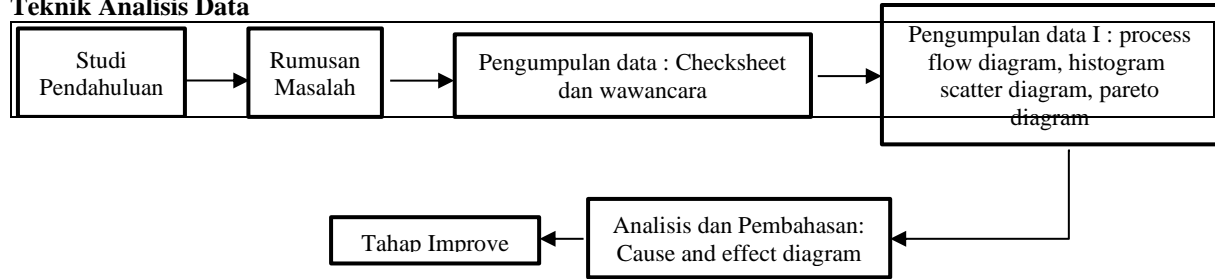 Teknik Analisis Data
Studi
Pendahuluan
Rumusan
Masalah
Pengumpulan data : Checksheet
dan wawancara
Pengumpulan data I : process
flow diagram, histogram
scatter diagram, pareto
diagram
Analisis dan Pembahasan:
Cause and effect diagram
Tahap Improve